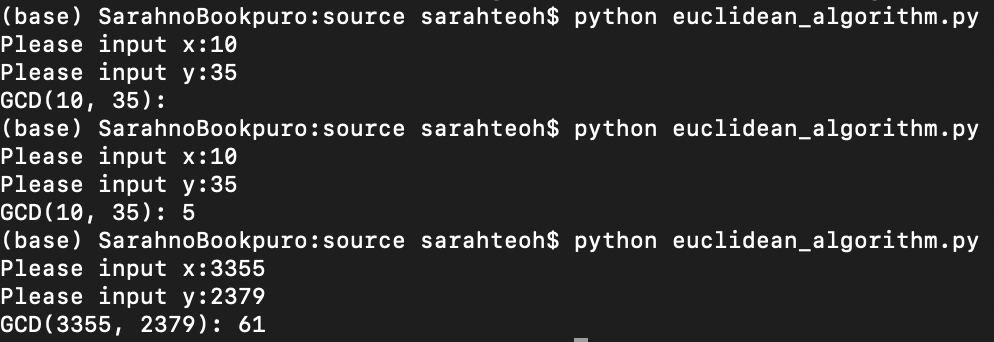 (base) SarahnoBookpuro:source sarahteoh$ python euclidean_algorithm.py
Please input x:10
Please input y:35
GCD(10, 35):
(base) SarahnoBookpuro:source sarahteoh$ python euclidean_algorithm.py
Please input x:10
Please input y:35
GCD(10, 35): 5
(base) SarahnoBookpuro:source sarahteoh$ python euclidean_algorithm.py
Please input x:3355
Please input y:2379
GCD(3355, 2379): 61